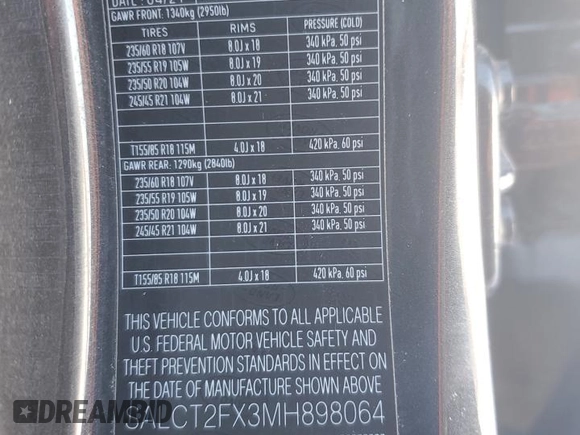 GAWR FRONT: 1340kg (2950lb)
TIRES RIMS PRESSURE (COLD)
235/60 R18 107V 8.0J x 18 340 kPa, 50 psi
235/55 R19 105W 8.0J x 19 340 kPa, 50 psi
235/50 R20 104W 8.0J x 20 340 kPa, 50 psi
245/45 R21 104W 8.0J x 21 340 kPa, 50 psi
T155/85 R18 115M 4.0J x 18 420 kPa, 60 psi
GAWR REAR: 1290kg (2840lb)
235/60 R18 107V 8.0J x 18 340 kPa, 50 psi
235/55 R19 105W 8.0J x 19 340 kPa, 50 psi
235/50 R20 104W 8.0J x 20 340 kPa, 50 psi
245/45 R21 104W 8.0J x 21 340 kPa, 50 psi
T155/85 R18 115M 4.0J x 18 420 kPa, 60 psi
THIS VEHICLE CONFORMS TO ALL APPLICABLE
U.S. FEDERAL MOTOR VEHICLE SAFETY AND
THEFT PREVENTION STANDARDS IN EFFECT ON
THE DATE OF MANUFACTURE SHOWN ABOVE
SALCT2FX3MH898064
DREAMBID